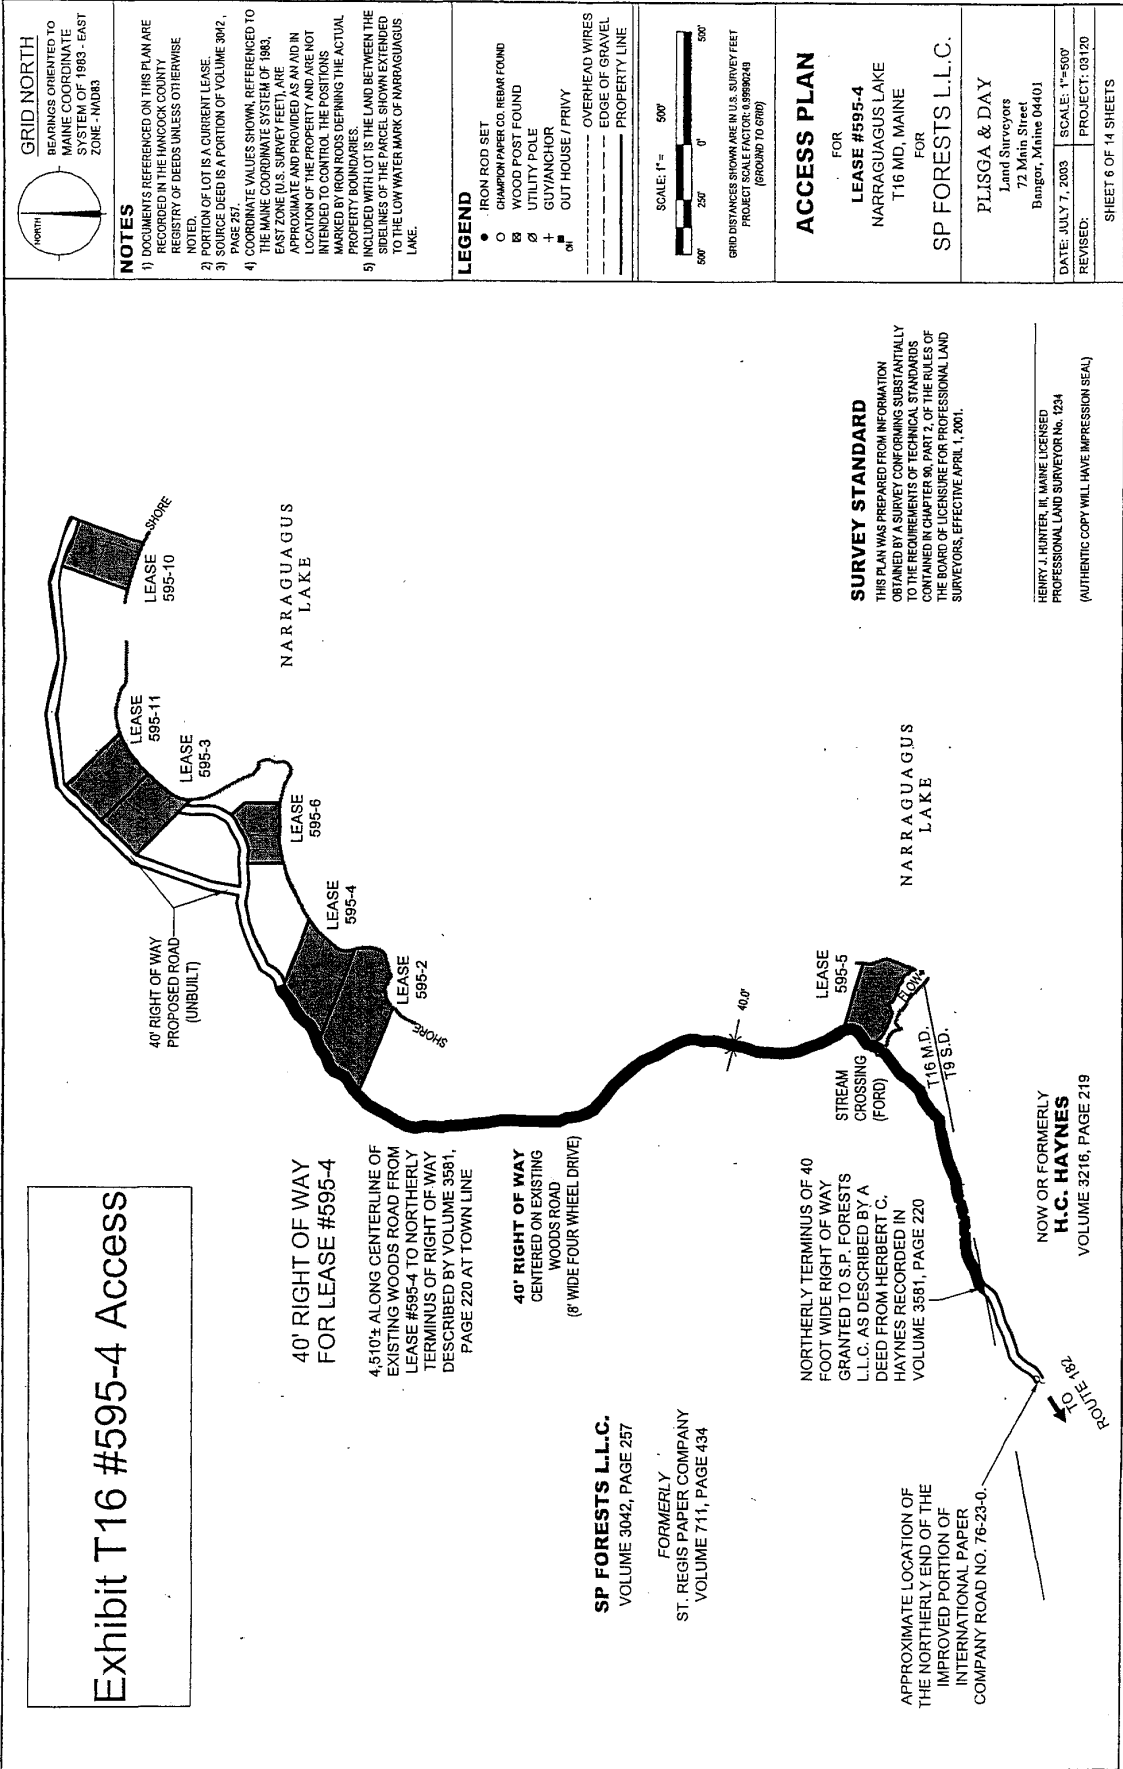 Exhibit T16 #595-4 Access
40' RIGHT OF WAY
FOR LEASE #595-4
4,510'± ALONG CENTERLINE OF
EXISTING WOODS ROAD FROM
LEASE #595-4 TO NORTHERLY
TERMINUS OF RIGHT-OF-WAY
DESCRIBED BY VOLUME 3581,
PAGE 220 AT TOWN LINE
40' RIGHT OF WAY
CENTERED ON EXISTING
WOODS ROAD
(8' WIDE FOUR WHEEL DRIVE)
SP FORESTS L.L.C.
VOLUME 3042, PAGE 257
FORMERLY
ST. REGIS PAPER COMPANY
VOLUME 711, PAGE 434
NORTHERLY TERMINUS OF 40
FOOT WIDE RIGHT OF WAY
GRANTED TO S.P. FORESTS
L.L.C. AS DESCRIBED BY A
DEED FROM HERBERT C.
HAYNES RECORDED IN
VOLUME 3581, PAGE 220
APPROXIMATE LOCATION OF
THE NORTHERLY END OF THE
IMPROVED PORTION OF
INTERNATIONAL PAPER
COMPANY ROAD NO. 76-23-0.
TO
ROUTE 182
NOW OR FORMERLY
H.C. HAYNES
VOLUME 3216, PAGE 219
STREAM
CROSSING
(FORD)
T16 M.D.
T9 S.D.
FLOW
LEASE
595-5
40.0'
40' RIGHT OF WAY
PROPOSED ROAD
(UNBUILT)
SHORE
LEASE
595-2
LEASE
595-4
LEASE
595-6
LEASE
595-3
LEASE
595-11
LEASE
595-10
SHORE
NARRAGUAGUS
LAKE
NARRAGUAGUS
LAKE
SURVEY STANDARD
THIS PLAN WAS PREPARED FROM INFORMATION
OBTAINED BY A SURVEY CONFORMING SUBSTANTIALLY
TO THE REQUIREMENTS OF TECHNICAL STANDARDS
CONTAINED IN CHAPTER 90, PART 2, OF THE RULES OF
THE BOARD OF LICENSURE FOR PROFESSIONAL LAND
SURVEYORS, EFFECTIVE APRIL 1, 2001.
HENRY J. HUNTER, III, MAINE LICENSED
PROFESSIONAL LAND SURVEYOR No. 1234
(AUTHENTIC COPY WILL HAVE IMPRESSION SEAL)
NORTH
GRID NORTH
BEARINGS ORIENTED TO
MAINE COORDINATE
SYSTEM OF 1983 - EAST
ZONE - NAD83
NOTES
1) DOCUMENTS REFERENCED ON THIS PLAN ARE
RECORDED IN THE HANCOCK COUNTY
REGISTRY OF DEEDS UNLESS OTHERWISE
NOTED.
2) PORTION OF LOT IS A CURRENT LEASE.
3) SOURCE DEED IS A PORTION OF VOLUME 3042,
PAGE 257.
4) COORDINATE VALUES SHOWN, REFERENCED TO
THE MAINE COORDINATE SYSTEM OF 1983,
EAST ZONE (U.S. SURVEY FEET), ARE
APPROXIMATE AND PROVIDED AS AN AID IN
LOCATION OF THE PROPERTY AND ARE NOT
INTENDED TO CONTROL THE POSITIONS
MARKED BY IRON RODS DEFINING THE ACTUAL
PROPERTY BOUNDARIES.
5) INCLUDED WITH LOT IS THE LAND BETWEEN THE
SIDELINES OF THE PARCEL SHOWN EXTENDED
TO THE LOW WATER MARK OF NARRAGUAGUS
LAKE.
LEGEND
IRON ROD SET
CHAMPION PAPER CO. REBAR FOUND
WOOD POST FOUND
UTILITY POLE
GUY/ANCHOR
OH OUT HOUSE / PRIVY
OVERHEAD WIRES
EDGE OF GRAVEL
PROPERTY LINE
SCALE: 1"= 500'
500' 250' 0' 500'
GRID DISTANCES SHOWN ARE IN U.S. SURVEY FEET
PROJECT SCALE FACTOR: 0.99990249
(GROUND TO GRID)
ACCESS PLAN
FOR
LEASE #595-4
NARRAGUAGUS LAKE
T16 MD, MAINE
FOR
SP FORESTS L.L.C.
PLISGA & DAY
Land Surveyors
72 Main Street
Bangor, Maine 04401
DATE: JULY 7, 2003 SCALE: 1"=500'
REVISED: PROJECT: 03120
SHEET 6 OF 14 SHEETS